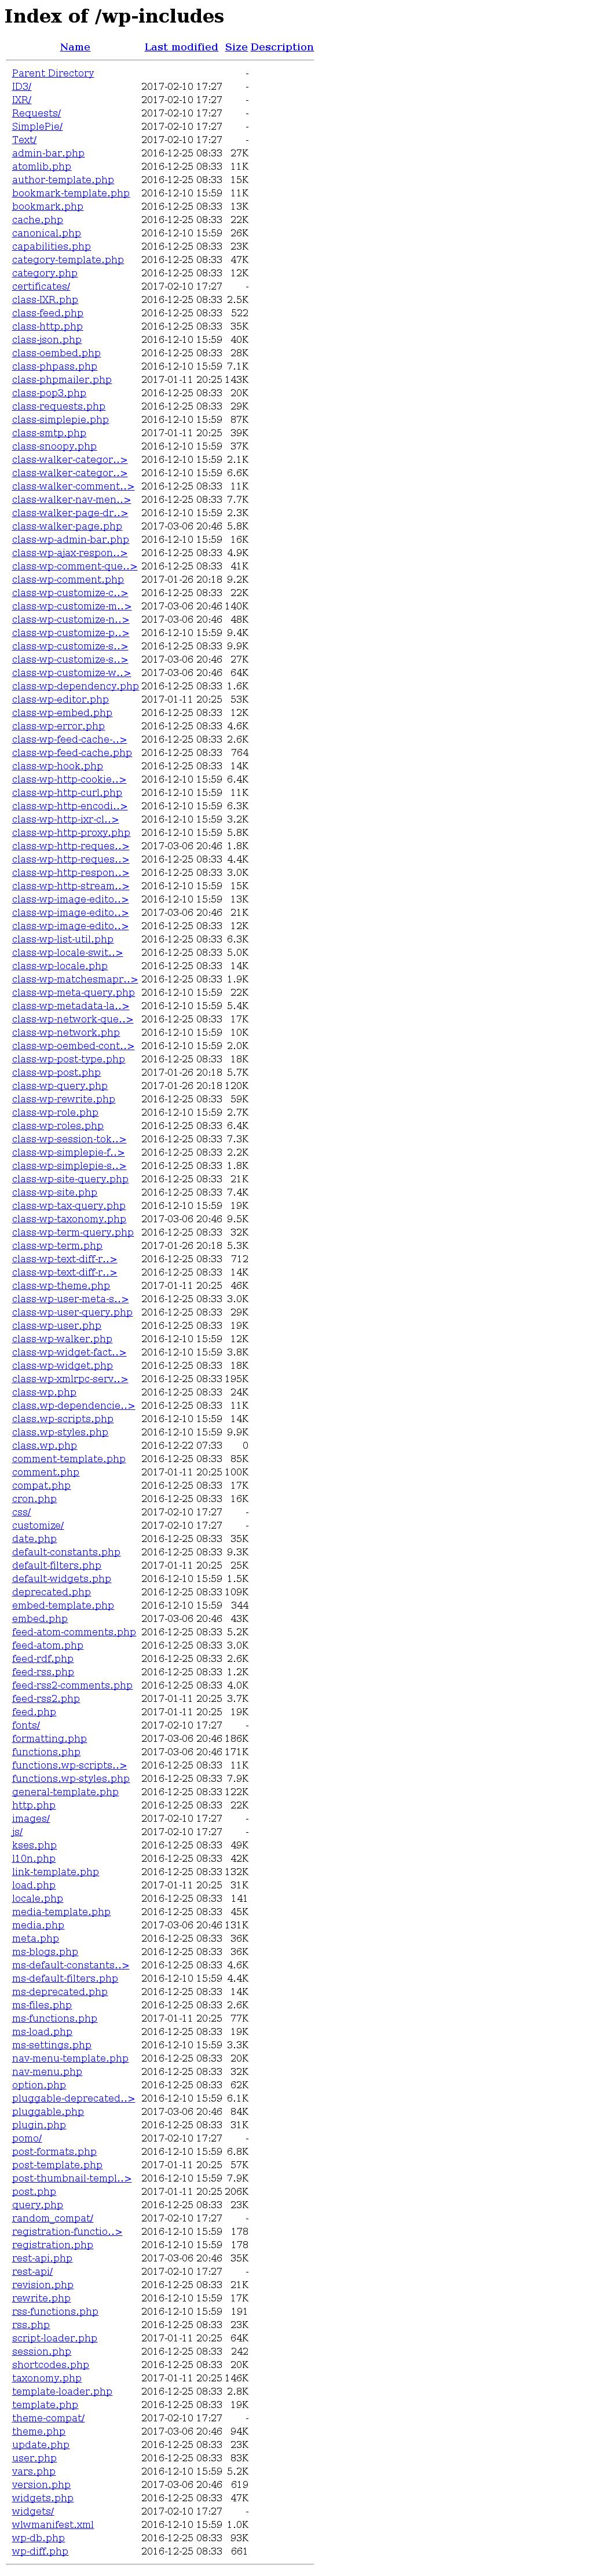 Index of /wp-includes
Name Last modified Size Description
Parent Directory -
ID3/ 2017-02-10 17:27 -
IXR/ 2017-02-10 17:27 -
Requests/ 2017-02-10 17:27 -
SimplePie/ 2017-02-10 17:27 -
Text/ 2017-02-10 17:27 -
admin-bar.php 2016-12-25 08:33 27K
atomlib.php 2016-12-25 08:33 11K
author-template.php 2016-12-25 08:33 15K
bookmark-template.php 2016-12-10 15:59 11K
bookmark.php 2016-12-25 08:33 13K
cache.php 2016-12-25 08:33 22K
canonical.php 2016-12-10 15:59 26K
capabilities.php 2016-12-25 08:33 23K
category-template.php 2016-12-25 08:33 47K
category.php 2016-12-25 08:33 12K
certificates/ 2017-02-10 17:27 -
class-IXR.php 2016-12-25 08:33 2.5K
class-feed.php 2016-12-25 08:33 522
class-http.php 2016-12-25 08:33 35K
class-json.php 2016-12-10 15:59 40K
class-oembed.php 2016-12-25 08:33 28K
class-phpass.php 2016-12-10 15:59 7.1K
class-phpmailer.php 2017-01-11 20:25 143K
class-pop3.php 2016-12-25 08:33 20K
class-requests.php 2016-12-25 08:33 29K
class-simplepie.php 2016-12-10 15:59 87K
class-smtp.php 2017-01-11 20:25 39K
class-snoopy.php 2016-12-10 15:59 37K
class-walker-categor..> 2016-12-10 15:59 2.1K
class-walker-categor..> 2016-12-10 15:59 6.6K
class-walker-comment..> 2016-12-25 08:33 11K
class-walker-nav-men..> 2016-12-25 08:33 7.7K
class-walker-page-dr..> 2016-12-10 15:59 2.3K
class-walker-page.php 2017-03-06 20:46 5.8K
class-wp-admin-bar.php 2016-12-10 15:59 16K
class-wp-ajax-respon..> 2016-12-25 08:33 4.9K
class-wp-comment-que..> 2016-12-25 08:33 41K
class-wp-comment.php 2017-01-26 20:18 9.2K
class-wp-customize-c..> 2016-12-25 08:33 22K
class-wp-customize-m..> 2017-03-06 20:46 140K
class-wp-customize-n..> 2017-03-06 20:46 48K
class-wp-customize-p..> 2016-12-10 15:59 9.4K
class-wp-customize-s..> 2016-12-25 08:33 9.9K
class-wp-customize-s..> 2017-03-06 20:46 27K
class-wp-customize-w..> 2017-03-06 20:46 64K
class-wp-dependency.php 2016-12-25 08:33 1.6K
class-wp-editor.php 2017-01-11 20:25 53K
class-wp-embed.php 2016-12-25 08:33 12K
class-wp-error.php 2016-12-25 08:33 4.6K
class-wp-feed-cache-..> 2016-12-25 08:33 2.6K
class-wp-feed-cache.php 2016-12-25 08:33 764
class-wp-hook.php 2016-12-25 08:33 14K
class-wp-http-cookie..> 2016-12-10 15:59 6.4K
class-wp-http-curl.php 2016-12-10 15:59 11K
class-wp-http-encodi..> 2016-12-10 15:59 6.3K
class-wp-http-ixr-cl..> 2016-12-10 15:59 3.2K
class-wp-http-proxy.php 2016-12-10 15:59 5.8K
class-wp-http-reques..> 2017-03-06 20:46 1.8K
class-wp-http-reques..> 2016-12-25 08:33 4.4K
class-wp-http-respon..> 2016-12-25 08:33 3.0K
class-wp-http-stream..> 2016-12-10 15:59 15K
class-wp-image-edito..> 2016-12-10 15:59 13K
class-wp-image-edito..> 2017-03-06 20:46 21K
class-wp-image-edito..> 2016-12-25 08:33 12K
class-wp-list-util.php 2016-12-25 08:33 6.3K
class-wp-locale-swit..> 2016-12-25 08:33 5.0K
class-wp-locale.php 2016-12-25 08:33 14K
class-wp-matchesmapr..> 2016-12-25 08:33 1.9K
class-wp-meta-query.php 2016-12-10 15:59 22K
class-wp-metadata-la..> 2016-12-10 15:59 5.4K
class-wp-network-que..> 2016-12-25 08:33 17K
class-wp-network.php 2016-12-10 15:59 10K
class-wp-oembed-cont..> 2016-12-10 15:59 2.0K
class-wp-post-type.php 2016-12-25 08:33 18K
class-wp-post.php 2017-01-26 20:18 5.7K
class-wp-query.php 2017-01-26 20:18 120K
class-wp-rewrite.php 2016-12-25 08:33 59K
class-wp-role.php 2016-12-10 15:59 2.7K
class-wp-roles.php 2016-12-25 08:33 6.4K
class-wp-session-tok..> 2016-12-25 08:33 7.3K
class-wp-simplepie-f..> 2016-12-25 08:33 2.2K
class-wp-simplepie-s..> 2016-12-25 08:33 1.8K
class-wp-site-query.php 2016-12-25 08:33 21K
class-wp-site.php 2016-12-25 08:33 7.4K
class-wp-tax-query.php 2016-12-10 15:59 19K
class-wp-taxonomy.php 2017-03-06 20:46 9.5K
class-wp-term-query.php 2016-12-25 08:33 32K
class-wp-term.php 2017-01-26 20:18 5.3K
class-wp-text-diff-r..> 2016-12-25 08:33 712
class-wp-text-diff-r..> 2016-12-25 08:33 14K
class-wp-theme.php 2017-01-11 20:25 46K
class-wp-user-meta-s..> 2016-12-25 08:33 3.0K
class-wp-user-query.php 2016-12-25 08:33 29K
class-wp-user.php 2016-12-25 08:33 19K
class-wp-walker.php 2016-12-10 15:59 12K
class-wp-widget-fact..> 2016-12-10 15:59 3.8K
class-wp-widget.php 2016-12-25 08:33 18K
class-wp-xmlrpc-serv..> 2016-12-25 08:33 195K
class-wp.php 2016-12-25 08:33 24K
class.wp-dependencie..> 2016-12-25 08:33 11K
class.wp-scripts.php 2016-12-10 15:59 14K
class.wp-styles.php 2016-12-10 15:59 9.9K
class.wp.php 2016-12-22 07:33 0
comment-template.php 2016-12-25 08:33 85K
comment.php 2017-01-11 20:25 100K
compat.php 2016-12-25 08:33 17K
cron.php 2016-12-25 08:33 16K
css/ 2017-02-10 17:27 -
customize/ 2017-02-10 17:27 -
date.php 2016-12-25 08:33 35K
default-constants.php 2016-12-25 08:33 9.3K
default-filters.php 2017-01-11 20:25 25K
default-widgets.php 2016-12-10 15:59 1.5K
deprecated.php 2016-12-25 08:33 109K
embed-template.php 2016-12-10 15:59 344
embed.php 2017-03-06 20:46 43K
feed-atom-comments.php 2016-12-25 08:33 5.2K
feed-atom.php 2016-12-25 08:33 3.0K
feed-rdf.php 2016-12-25 08:33 2.6K
feed-rss.php 2016-12-25 08:33 1.2K
feed-rss2-comments.php 2016-12-25 08:33 4.0K
feed-rss2.php 2017-01-11 20:25 3.7K
feed.php 2017-01-11 20:25 19K
fonts/ 2017-02-10 17:27 -
formatting.php 2017-03-06 20:46 186K
functions.php 2017-03-06 20:46 171K
functions.wp-scripts..> 2016-12-25 08:33 11K
functions.wp-styles.php 2016-12-25 08:33 7.9K
general-template.php 2016-12-25 08:33 122K
http.php 2016-12-25 08:33 22K
images/ 2017-02-10 17:27 -
js/ 2017-02-10 17:27 -
kses.php 2016-12-25 08:33 49K
l10n.php 2016-12-25 08:33 42K
link-template.php 2016-12-25 08:33 132K
load.php 2017-01-11 20:25 31K
locale.php 2016-12-25 08:33 141
media-template.php 2016-12-25 08:33 45K
media.php 2017-03-06 20:46 131K
meta.php 2016-12-25 08:33 36K
ms-blogs.php 2016-12-25 08:33 36K
ms-default-constants..> 2016-12-25 08:33 4.6K
ms-default-filters.php 2016-12-10 15:59 4.4K
ms-deprecated.php 2016-12-25 08:33 14K
ms-files.php 2016-12-25 08:33 2.6K
ms-functions.php 2017-01-11 20:25 77K
ms-load.php 2016-12-25 08:33 19K
ms-settings.php 2016-12-10 15:59 3.3K
nav-menu-template.php 2016-12-25 08:33 20K
nav-menu.php 2016-12-25 08:33 32K
option.php 2016-12-25 08:33 62K
pluggable-deprecated..> 2016-12-10 15:59 6.1K
pluggable.php 2017-03-06 20:46 84K
plugin.php 2016-12-25 08:33 31K
pomo/ 2017-02-10 17:27 -
post-formats.php 2016-12-10 15:59 6.8K
post-template.php 2017-01-11 20:25 57K
post-thumbnail-templ..> 2016-12-10 15:59 7.9K
post.php 2017-01-11 20:25 206K
query.php 2016-12-25 08:33 23K
random_compat/ 2017-02-10 17:27 -
registration-functio..> 2016-12-10 15:59 178
registration.php 2016-12-10 15:59 178
rest-api.php 2017-03-06 20:46 35K
rest-api/ 2017-02-10 17:27 -
revision.php 2016-12-25 08:33 21K
rewrite.php 2016-12-10 15:59 17K
rss-functions.php 2016-12-10 15:59 191
rss.php 2016-12-25 08:33 23K
script-loader.php 2017-01-11 20:25 64K
session.php 2016-12-25 08:33 242
shortcodes.php 2016-12-25 08:33 20K
taxonomy.php 2017-01-11 20:25 146K
template-loader.php 2016-12-25 08:33 2.8K
template.php 2016-12-25 08:33 19K
theme-compat/ 2017-02-10 17:27 -
theme.php 2017-03-06 20:46 94K
update.php 2016-12-25 08:33 23K
user.php 2016-12-25 08:33 83K
vars.php 2016-12-10 15:59 5.2K
version.php 2017-03-06 20:46 619
widgets.php 2016-12-25 08:33 47K
widgets/ 2017-02-10 17:27 -
wlwmanifest.xml 2016-12-10 15:59 1.0K
wp-db.php 2016-12-25 08:33 93K
wp-diff.php 2016-12-25 08:33 661